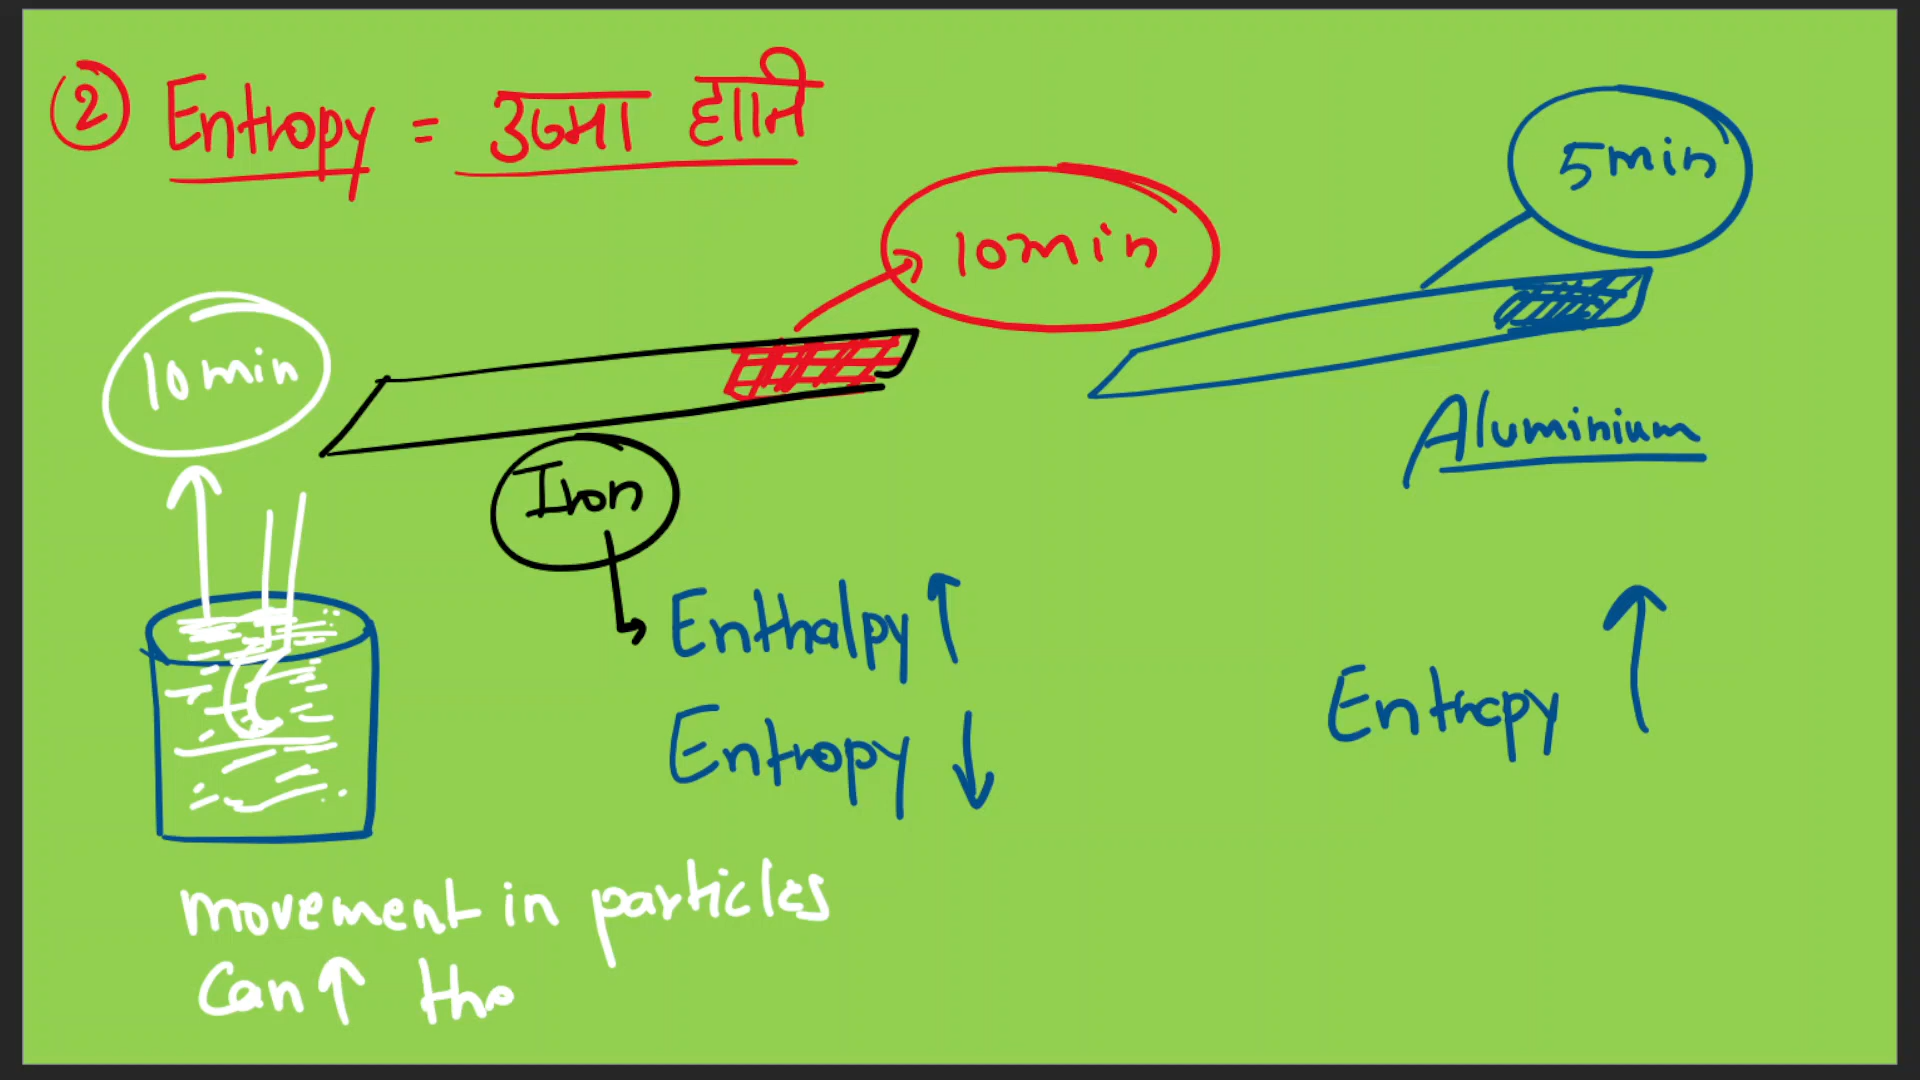 ② Entropy = उष्मा हानि
5min
10min
10min
Aluminium
Iron
Enthalpy ↑
Entropy ↓
Entropy ↑
movement in particles
Can ↑ the